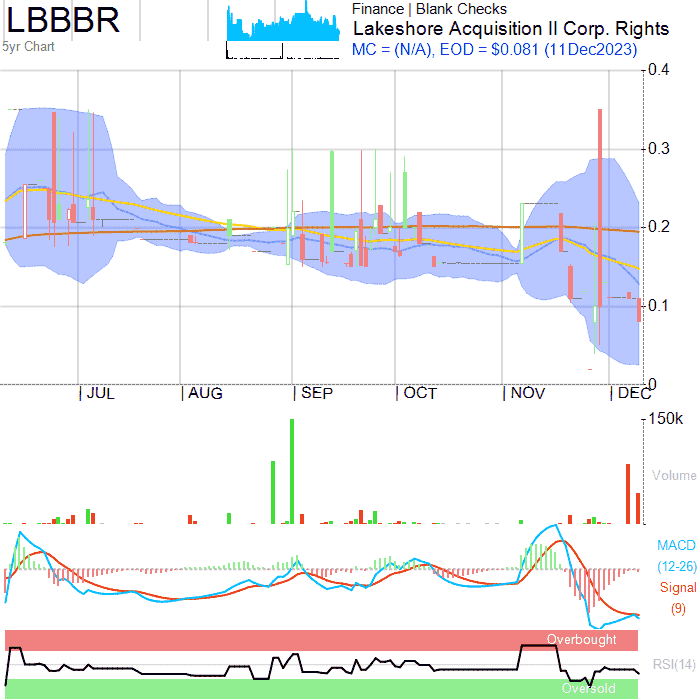 LBBBR
5yr Chart
Finance | Blank Checks
Lakeshore Acquisition II Corp. Rights
MC = (N/A), EOD = $0.081 (11Dec2023)
0.4
0.3
0.2
0.1
0
JUL AUG SEP OCT NOV DEC
150k
Volume
MACD
(12-26)
Signal
(9)
Overbought
RSI(14)
Oversold